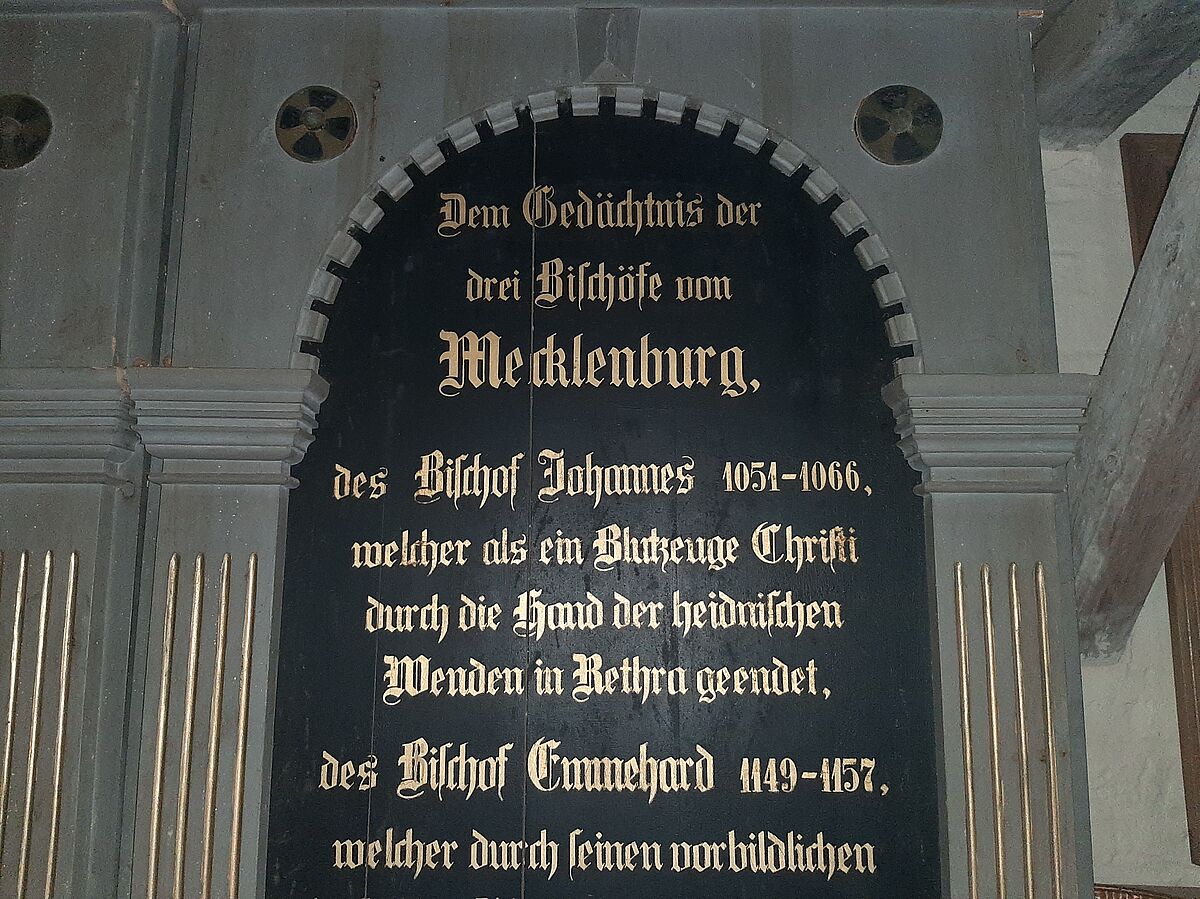 Dem Gedächtnis der
drei Biſchöfe von
Mecklenburg,
des Biſchof Johannes 1051-1066,
welcher als ein Blutzeuge Chriſti
durch die Hand der heidniſchen
Wenden in Rethra geendet,
des Biſchof Emmehard 1149-1157,
welcher durch ſeinen vorbildlichen